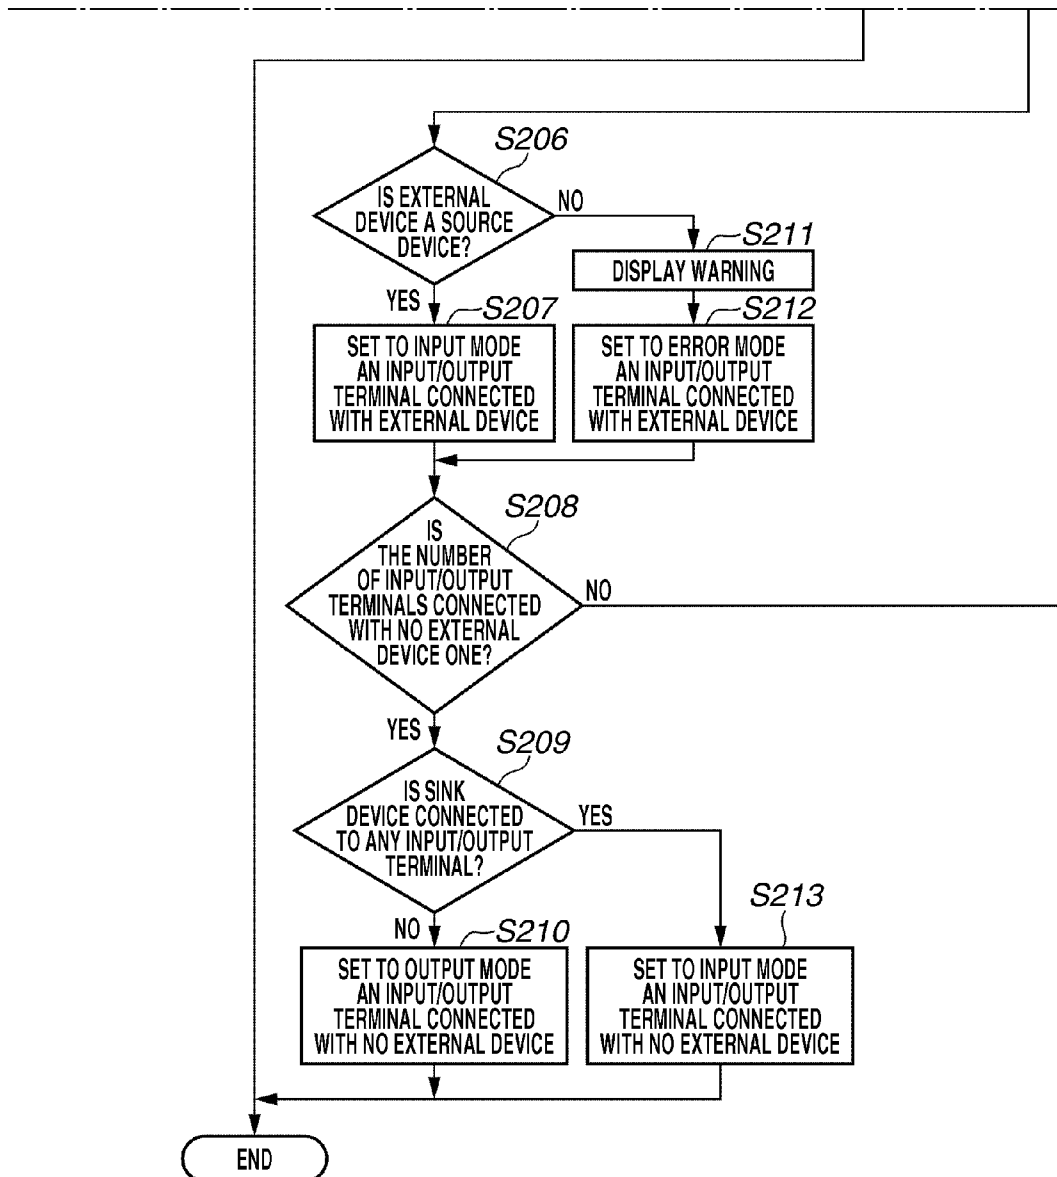 S206
IS EXTERNAL
DEVICE A SOURCE
DEVICE?
NO
S211
DISPLAY WARNING
YES
S207
SET TO INPUT MODE
AN INPUT/OUTPUT
TERMINAL CONNECTED
WITH EXTERNAL DEVICE
S212
SET TO ERROR MODE
AN INPUT/OUTPUT
TERMINAL CONNECTED
WITH EXTERNAL DEVICE
S208
IS
THE NUMBER
OF INPUT/OUTPUT
TERMINALS CONNECTED
WITH NO EXTERNAL
DEVICE ONE?
NO
YES
S209
IS SINK
DEVICE CONNECTED
TO ANY INPUT/OUTPUT
TERMINAL?
YES
NO
S210
SET TO OUTPUT MODE
AN INPUT/OUTPUT
TERMINAL CONNECTED
WITH NO EXTERNAL DEVICE
S213
SET TO INPUT MODE
AN INPUT/OUTPUT
TERMINAL CONNECTED
WITH NO EXTERNAL DEVICE
END